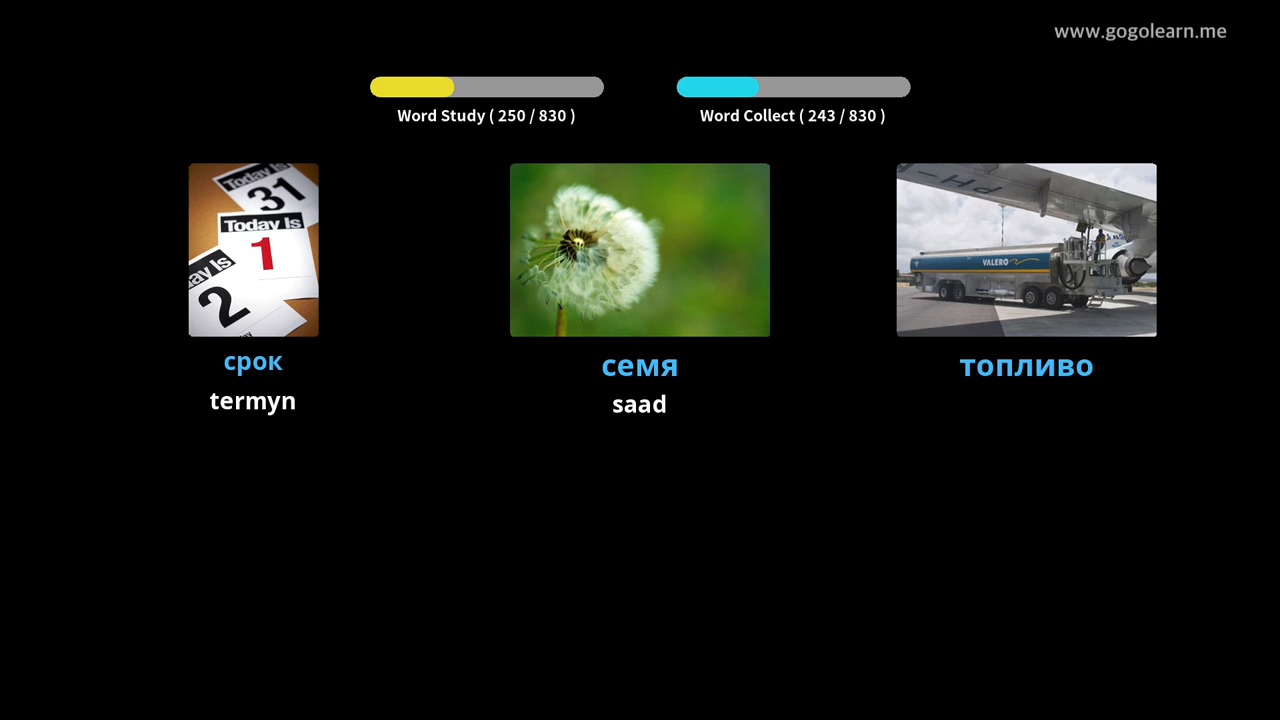 www.gogolearn.me
Word Study ( 250 / 830 )
Word Collect ( 243 / 830 )
Today Is
31
Today Is
1
ay Is
2
PH-
VALERO
срок
семя
топливо
termyn
saad